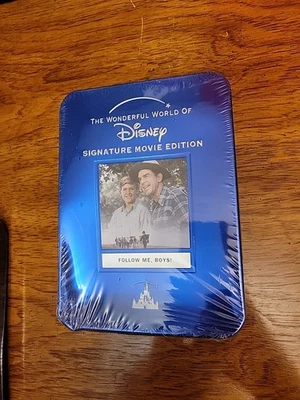 THE WONDERFUL WORLD OF
Disney
SIGNATURE MOVIE EDITION
FOLLOW ME, BOYS!